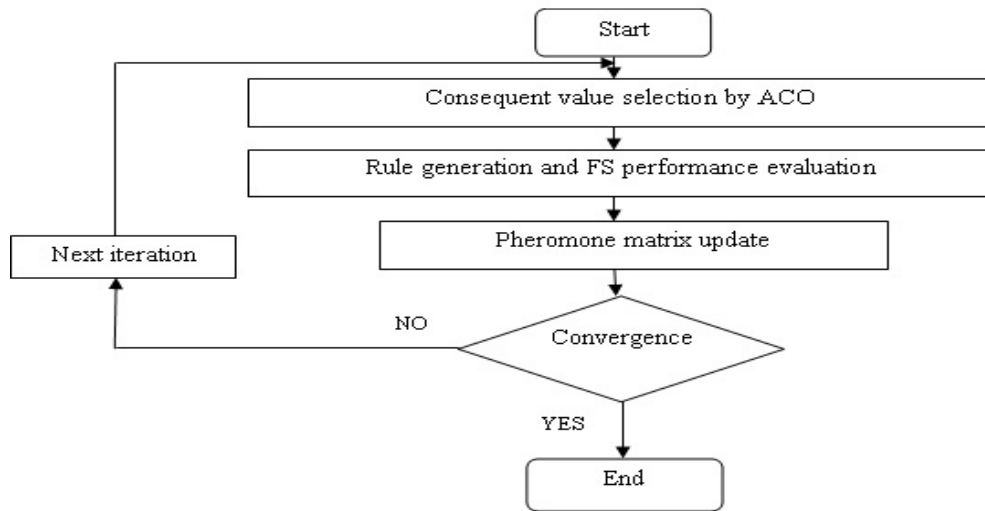 Start
Consequent value selection by ACO
Rule generation and FS performance evaluation
Pheromone matrix update
Next iteration
NO
Convergence
YES
End